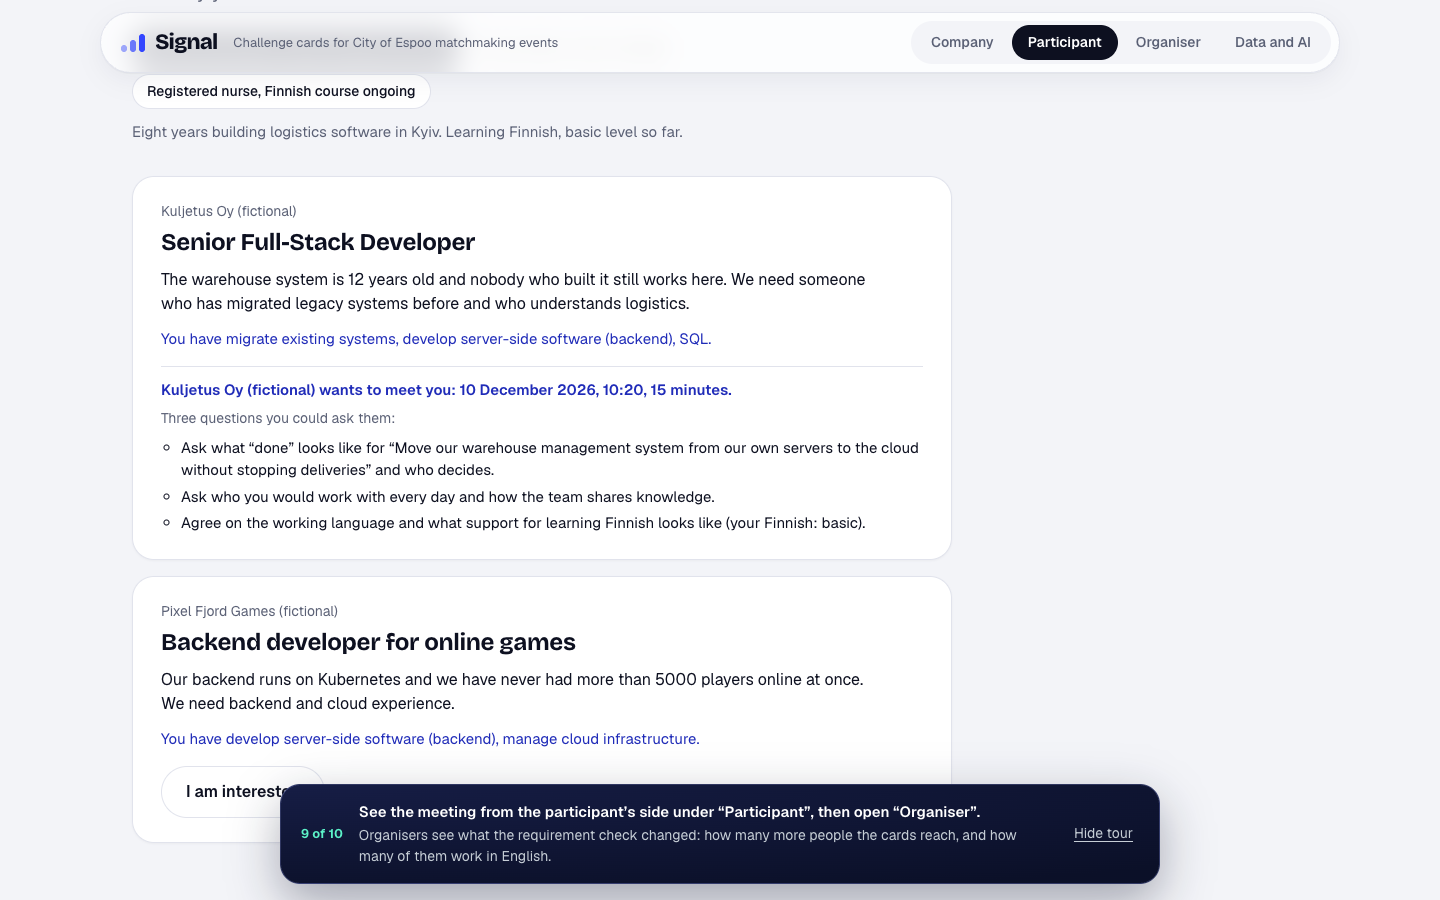 Signal
Challenge cards for City of Espoo matchmaking events
Company
Participant
Organiser
Data and AI
Registered nurse, Finnish course ongoing
Eight years building logistics software in Kyiv. Learning Finnish, basic level so far.
Kuljetus Oy (fictional)
Senior Full-Stack Developer
The warehouse system is 12 years old and nobody who built it still works here. We need someone
who has migrated legacy systems before and who understands logistics.
You have migrate existing systems, develop server-side software (backend), SQL.
Kuljetus Oy (fictional) wants to meet you: 10 December 2026, 10:20, 15 minutes.
Three questions you could ask them:
Ask what “done” looks like for “Move our warehouse management system from our own servers to the cloud
without stopping deliveries” and who decides.
Ask who you would work with every day and how the team shares knowledge.
Agree on the working language and what support for learning Finnish looks like (your Finnish: basic).
Pixel Fjord Games (fictional)
Backend developer for online games
Our backend runs on Kubernetes and we have never had more than 5000 players online at once.
We need backend and cloud experience.
You have develop server-side software (backend), manage cloud infrastructure.
I am
9 of 10
See the meeting from the participant’s side under “Participant”, then open “Organiser”.
Organisers see what the requirement check changed: how many more people the cards reach, and how
many of them work in English.
Hide tour